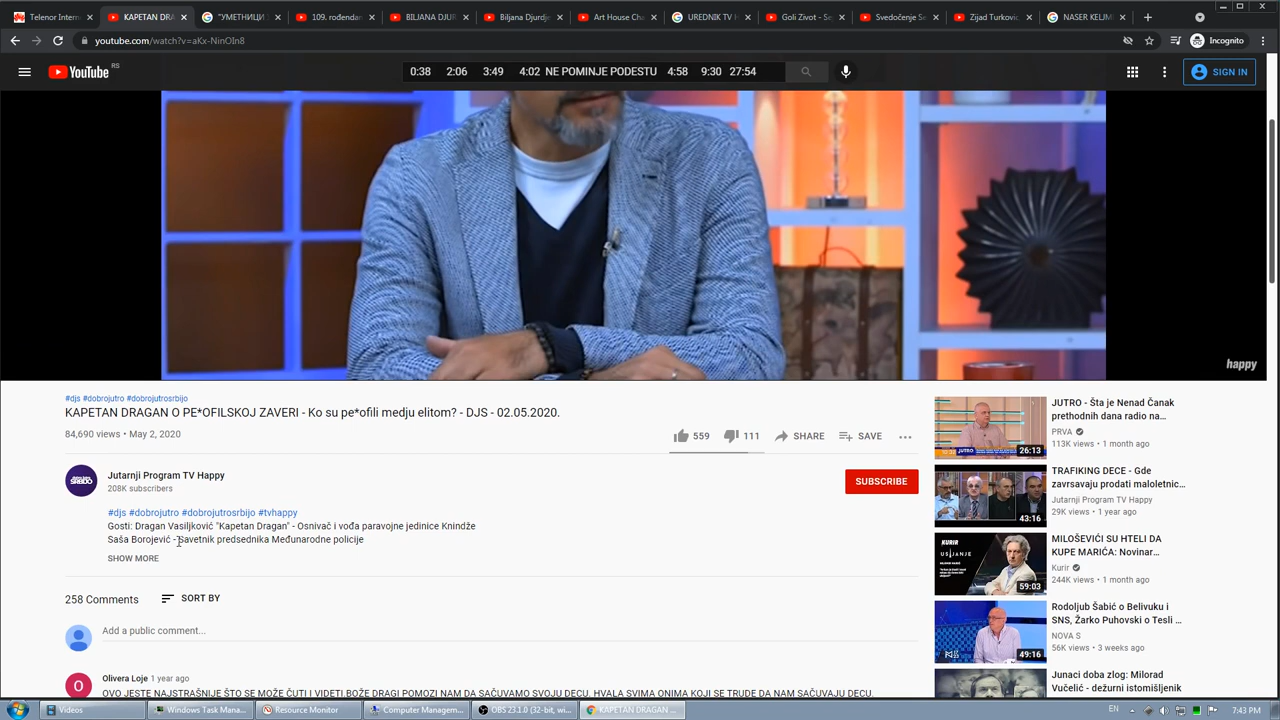 Telenor Internet
KAPETAN DRAGAN
"УМЕТНИЦИ
109. rođendan
BILJANA DJUR
Biljana Djurdje
Art House Cha
UREDNIK TV H
Goli Zivot - Seg
Svedočenje Se
Zijad Turkovic
NASER KELJM
youtube.com/watch?v=aKx-NinOIn8
Incognito
YouTube RS
0:38 2:06 3:49 4:02 NE POMINJE PODESTU 4:58 9:30 27:54
SIGN IN
happy
#djs #dobrojutro #dobrojutrosrbijo
KAPETAN DRAGAN O PE*OFILSKOJ ZAVERI - Ko su pe*ofili medju elitom? - DJS - 02.05.2020.
84,690 views • May 2, 2020
559
111
SHARE
SAVE
Jutarnji Program TV Happy
208K subscribers
SUBSCRIBE
#djs #dobrojutro #dobrojutrosrbijo #tvhappy
Gosti: Dragan Vasiljković "Kapetan Dragan" - Osnivač i vođa paravojne jedinice Knindže
Saša Borojević - Savetnik predsednika Međunarodne policije
SHOW MORE
258 Comments
SORT BY
Add a public comment...
O
Olivera Loje 1 year ago
OVO JESTE NAJSTRAŠNIJE ŠTO SE MOŽE ČUTI I VIDETI.BOŽE DRAGI POMOZI NAM DA SAČUVAMO SVOJU DECU. HVALA SVIMA ONIMA KOJI SE TRUDE DA NAM SAČUVAJU DECU.
JUTRO - Šta je Nenad Čanak
prethodnih dana radio na...
PRVA
113K views • 1 month ago
26:13
TRAFIKING DECE - Gde
zavrsavaju prodati maloletnic...
Jutarnji Program TV Happy
29K views • 1 year ago
43:16
MILOŠEVIĆI SU HTELI DA
KUPE MARIĆA: Novinar...
Kurir
244K views • 1 month ago
KURIR
USIJANJE
59:03
Rodoljub Šabić o Belivuku i
SNS, Žarko Puhovski o Tesli ...
NOVA S
56K views • 3 weeks ago
49:16
Junaci doba zlog: Milorad
Vučelić - dežurni istomišljenik
Videos
Windows Task Mana...
Resource Monitor
Computer Managem...
OBS 23.1.0 (32-bit, wi...
KAPETAN DRAGAN ...
EN
7:43 PM